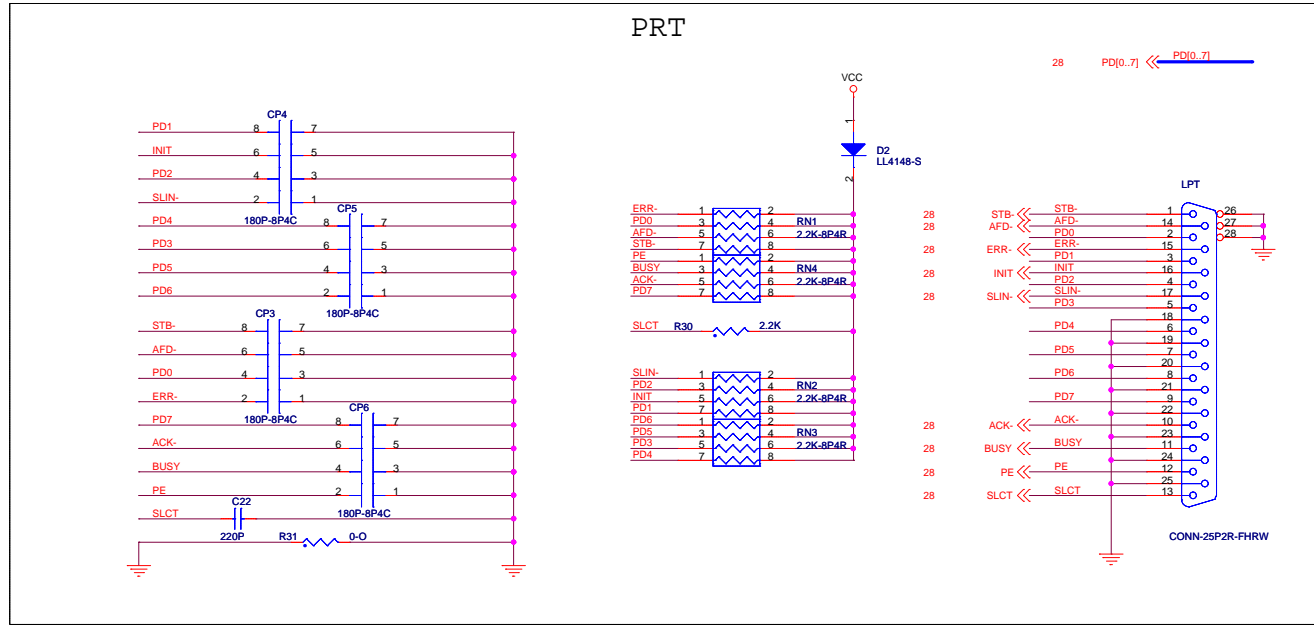 PRT
28 PD[0..7] PD[0..7]
VCC
1
D2
LL4148-S
2
CP4
PD1 8 7
INIT 6 5
PD2 4 3
SLIN- 2 1
180P-8P4C
CP5
PD4 8 7
PD3 6 5
PD5 4 3
PD6 2 1
180P-8P4C
CP3
STB- 8 7
AFD- 6 5
PD0 4 3
ERR- 2 1
180P-8P4C
CP6
PD7 8 7
ACK- 6 5
BUSY 4 3
PE 2 1
180P-8P4C
C22
SLCT
220P
R31 0-O
ERR- 1 2
PD0 3 4 RN1
AFD- 5 6 2.2K-8P4R
STB- 7 8
PE 1 2
BUSY 3 4 RN4
ACK- 5 6 2.2K-8P4R
PD7 7 8
SLCT R30 2.2K
SLIN- 1 2
PD2 3 4 RN2
INIT 5 6 2.2K-8P4R
PD1 7 8
PD6 1 2
PD5 3 4 RN3
PD3 5 6 2.2K-8P4R
PD4 7 8
LPT
28 STB- STB- 1 26
28 AFD- AFD- 14 27
PD0 2 28
28 ERR- ERR- 15
PD1 3
28 INIT INIT 16
PD2 4
28 SLIN- SLIN- 17
PD3 5
18
PD4 6
19
PD5 7
20
PD6 8
21
PD7 9
22
28 ACK- ACK- 10
23
28 BUSY BUSY 11
24
28 PE PE 12
25
28 SLCT SLCT 13
CONN-25P2R-FHRW